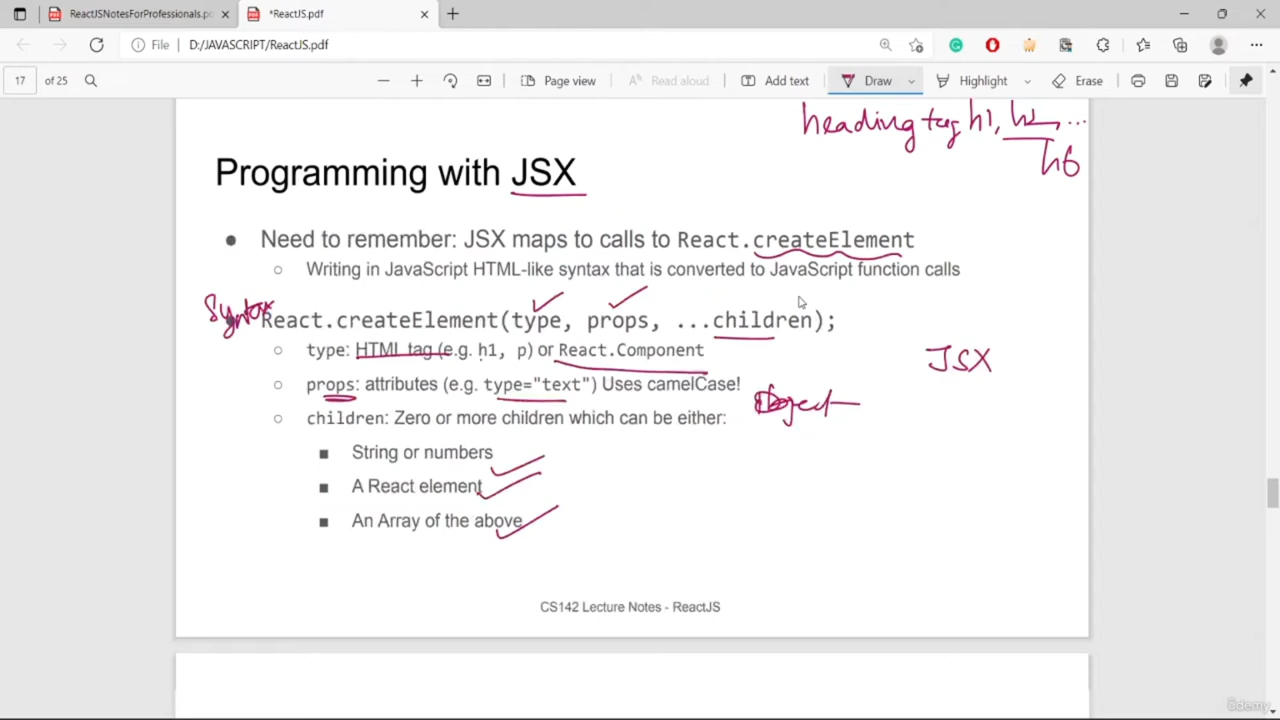 ReactJSNotesForProfessionals.pd
*ReactJS.pdf
File D:/JAVASCRIPT/ReactJS.pdf
17 of 25
Page view
Read aloud
Add text
Draw
Highlight
Erase
heading tag h1, h2, ...
h6
Programming with JSX
● Need to remember: JSX maps to calls to React.createElement
○ Writing in JavaScript HTML-like syntax that is converted to JavaScript function calls
Syntax
React.createElement(type, props, ...children);
○ type: HTML tag (e.g. h1, p) or React.Component
JSX
○ props: attributes (e.g. type="text") Uses camelCase!
Object
○ children: Zero or more children which can be either:
■ String or numbers
■ A React element
■ An Array of the above
CS142 Lecture Notes - ReactJS
ûdemy